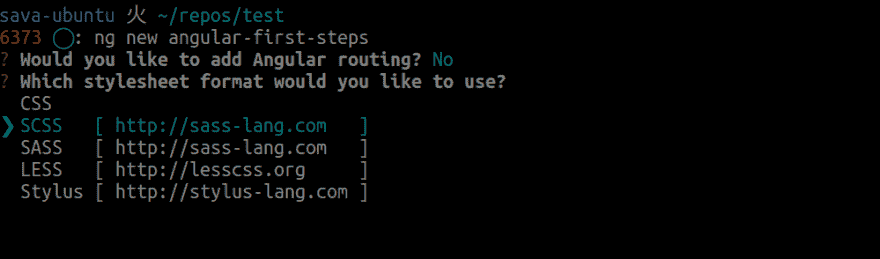 sava-ubuntu 火 ~/repos/test
6373 ◯: ng new angular-first-steps
? Would you like to add Angular routing? No
? Which stylesheet format would you like to use?
CSS
❯ SCSS [ http://sass-lang.com ]
SASS [ http://sass-lang.com ]
LESS [ http://lesscss.org ]
Stylus [ http://stylus-lang.com ]